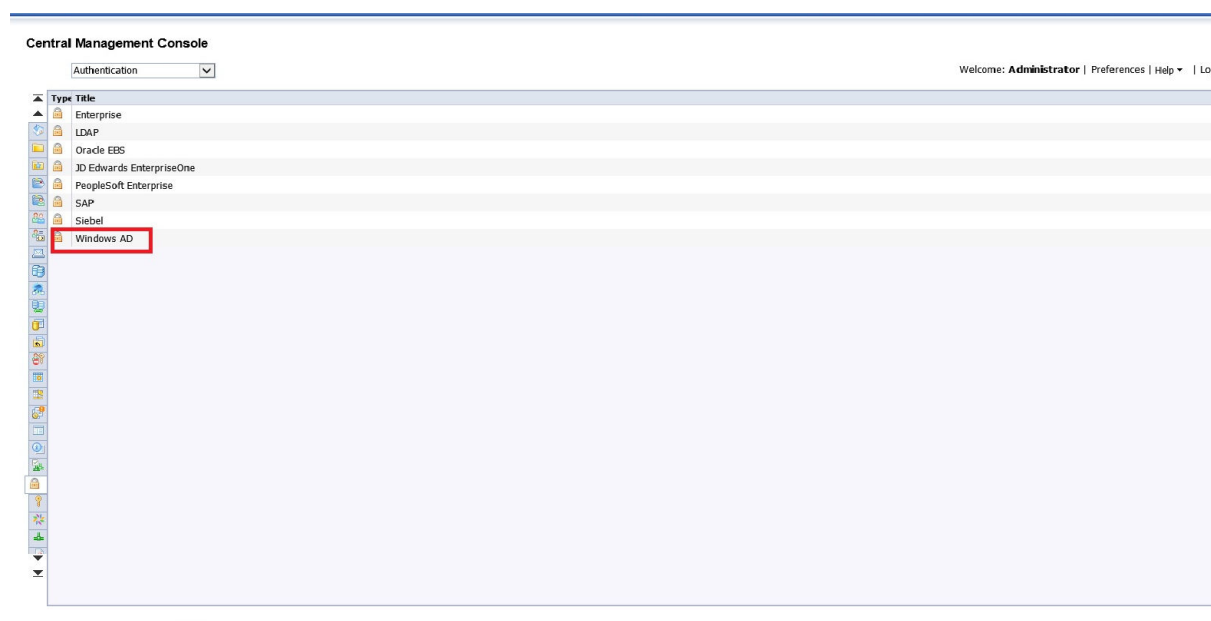 Central Management Console
Authentication
Welcome: Administrator | Preferences | Help | Lo
Type Title
Enterprise
LDAP
Oracle EBS
JD Edwards EnterpriseOne
PeopleSoft Enterprise
SAP
Siebel
Windows AD